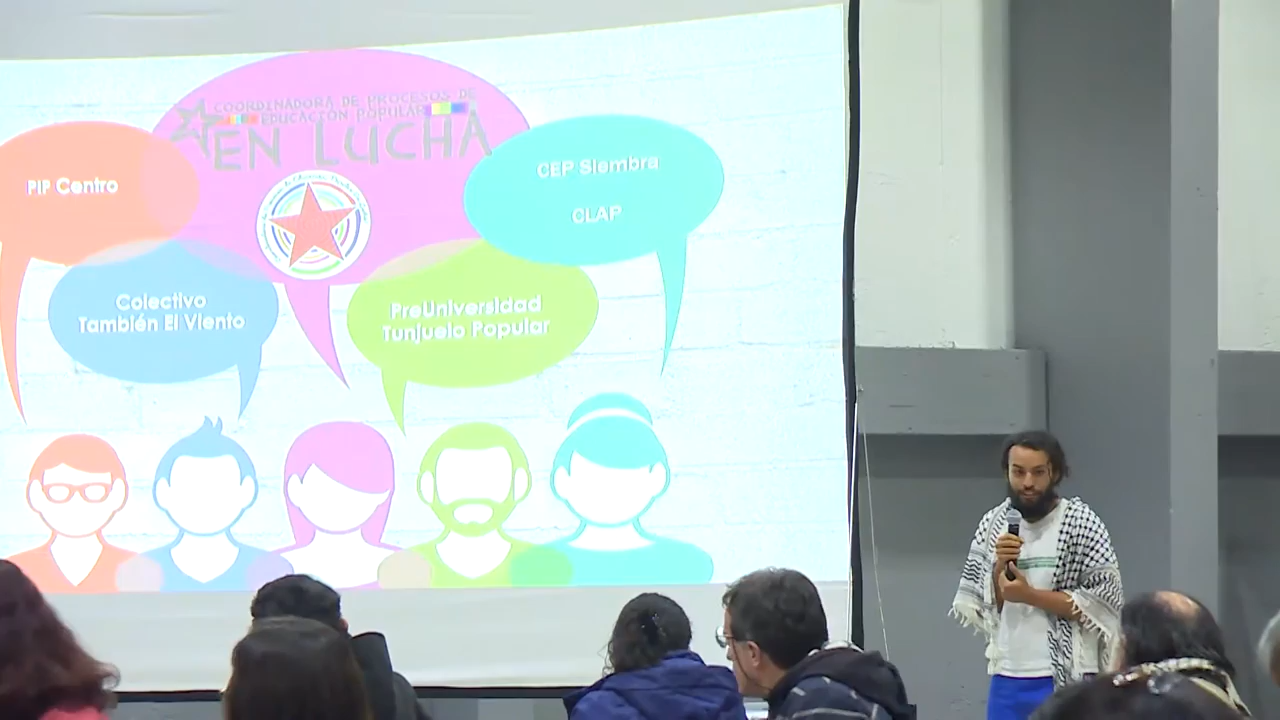 COORDINADORA DE PROCESOS DE
EDUCACIÓN POPULAR
EN LUCHA
PIP Centro
CEP Siembra
CLAP
Colectivo
También El Viento
PreUniversidad
Tunjuelo Popular